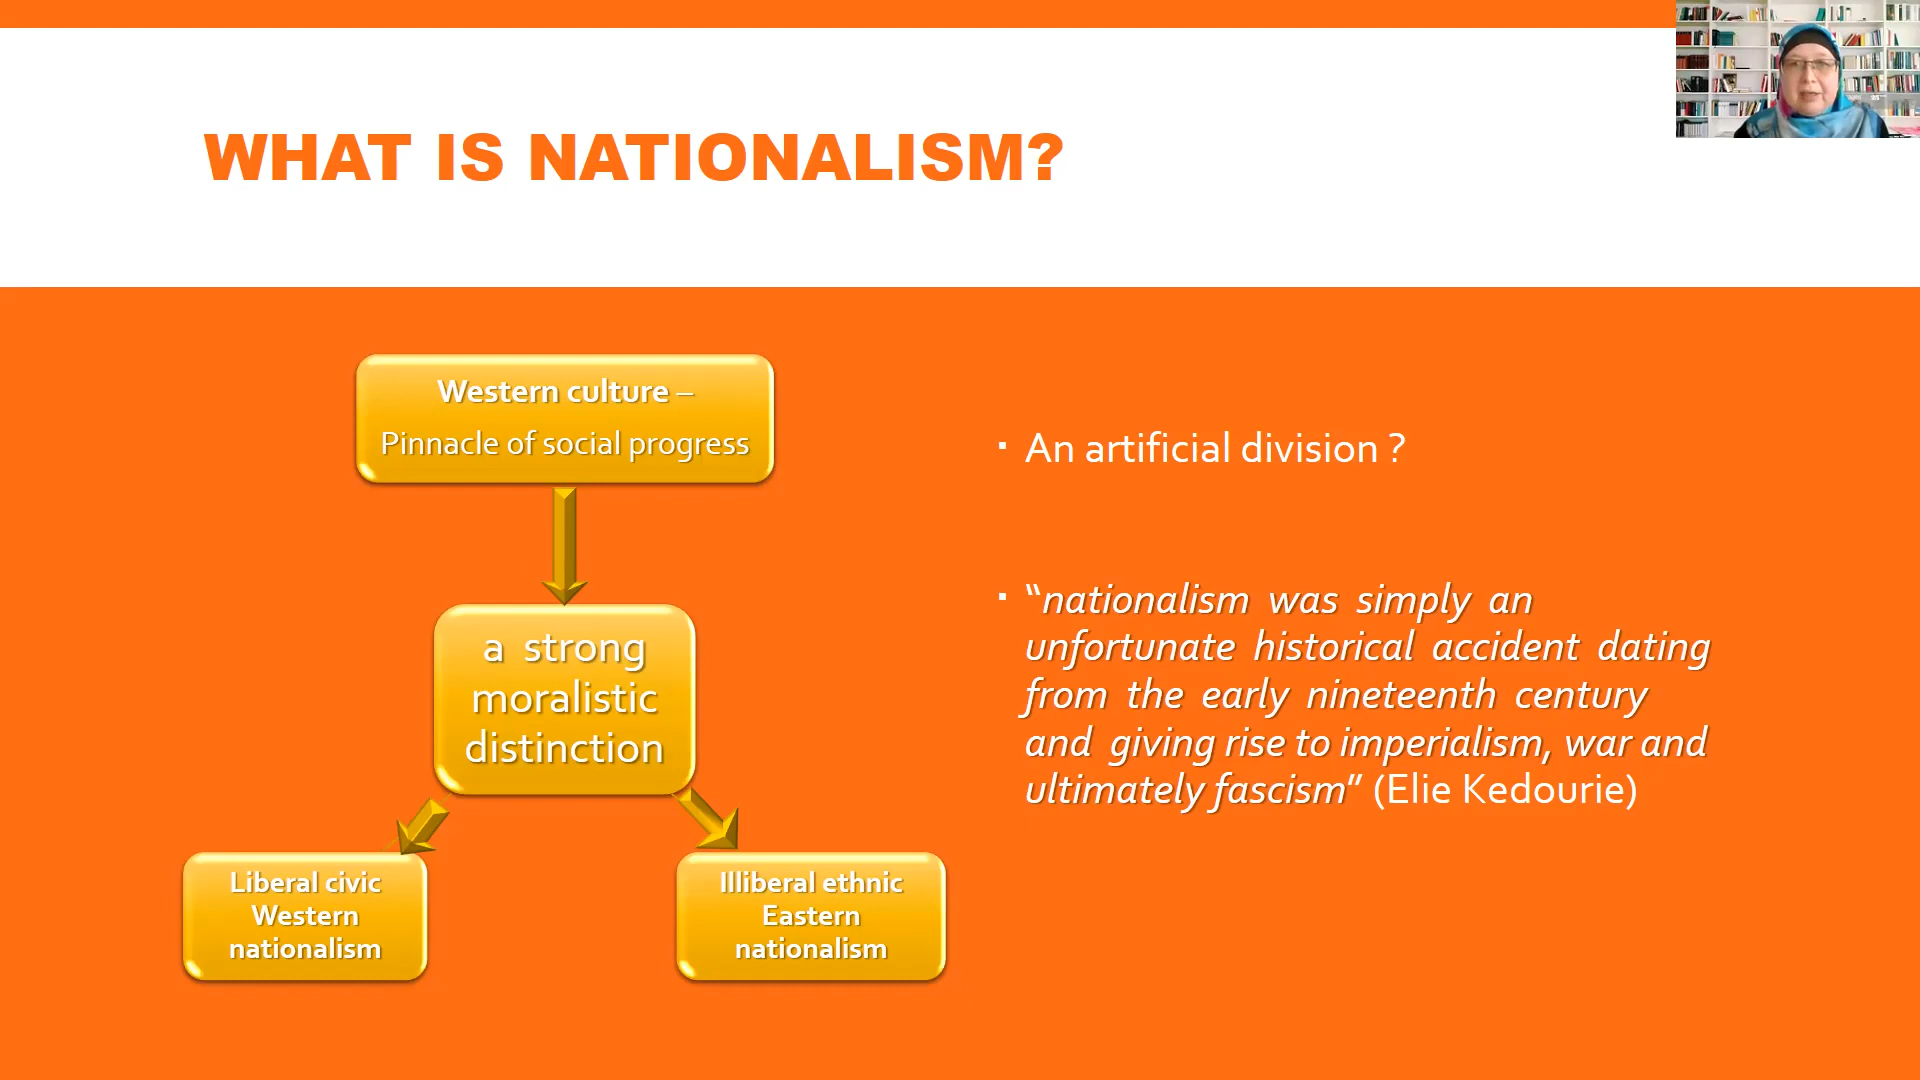 WHAT IS NATIONALISM?
Western culture –
Pinnacle of social progress
a strong
moralistic
distinction
Liberal civic
Western
nationalism
Illiberal ethnic
Eastern
nationalism
▪ An artificial division ?
▪ “nationalism was simply an
unfortunate historical accident dating
from the early nineteenth century
and giving rise to imperialism, war and
ultimately fascism” (Elie Kedourie)